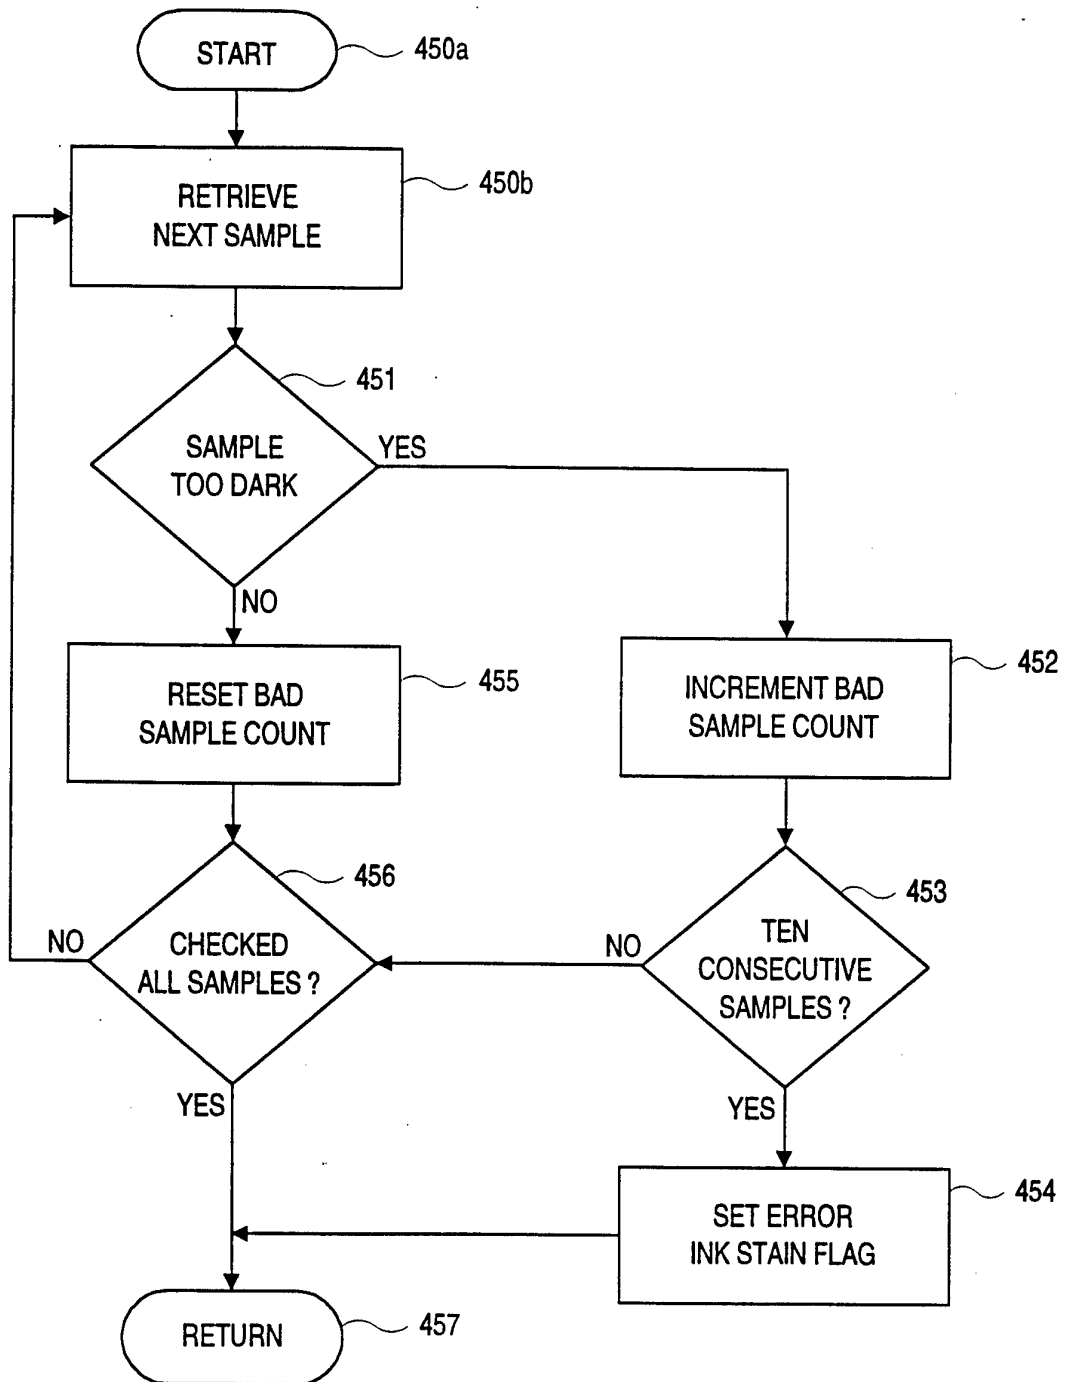 START
450a
RETRIEVE
NEXT SAMPLE
450b
451
SAMPLE
TOO DARK
YES
NO
RESET BAD
SAMPLE COUNT
455
INCREMENT BAD
SAMPLE COUNT
452
456
CHECKED
ALL SAMPLES ?
NO
NO
453
TEN
CONSECUTIVE
SAMPLES ?
YES
YES
SET ERROR
INK STAIN FLAG
454
RETURN
457